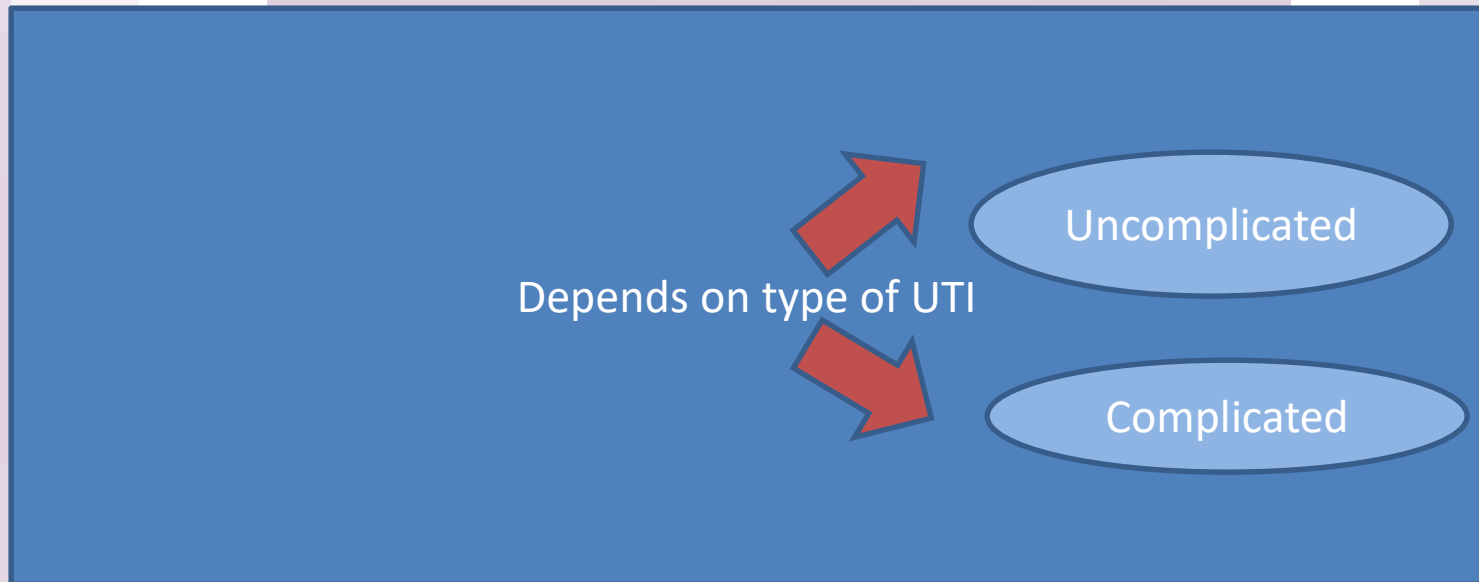 Uncomplicated
Depends on type of UTI
Complicated